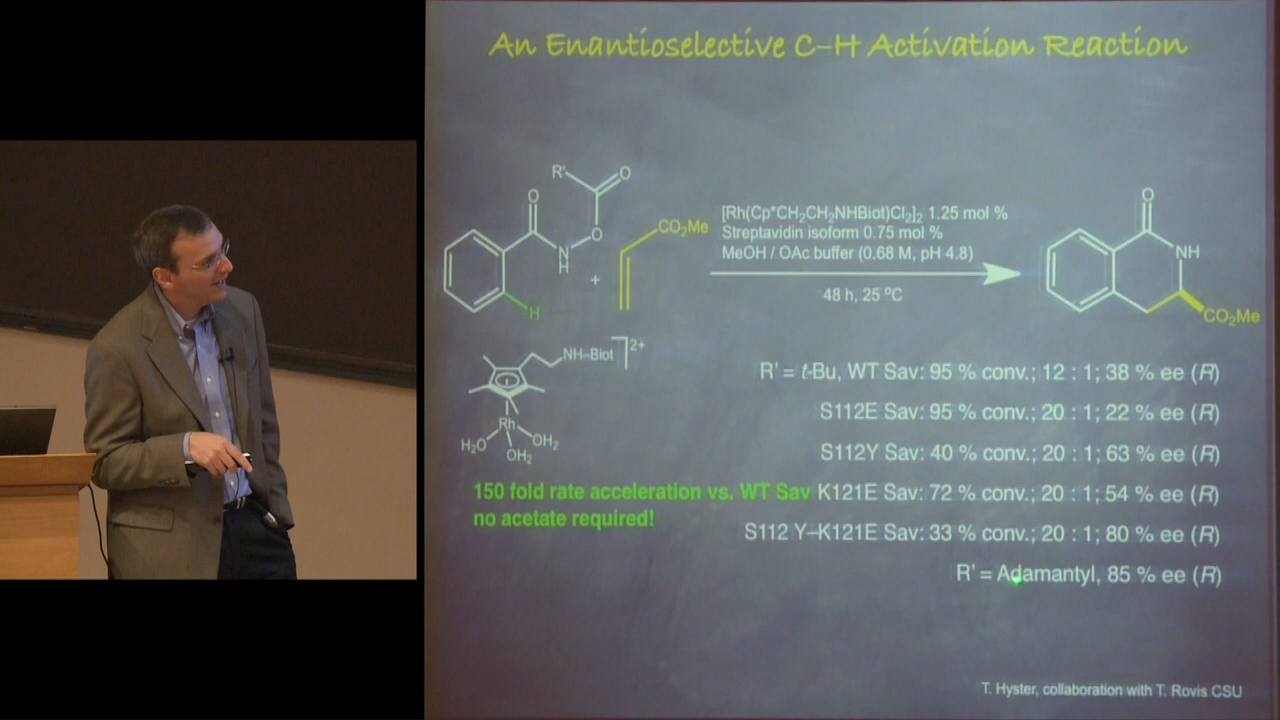 An Enantioselective C–H Activation Reaction
R'
O
O
O
N
H
H
+
CO₂Me
[Rh(Cp*CH₂CH₂NHBiot)Cl₂]₂ 1.25 mol %
Streptavidin isoform 0.75 mol %
MeOH / OAc buffer (0.68 M, pH 4.8)
48 h, 25 ºC
O
NH
CO₂Me
NH–Biot
2+
Rh
H₂O
OH₂
OH₂
R' = t-Bu, WT Sav: 95 % conv.; 12 : 1; 38 % ee (R)
S112E Sav: 95 % conv.; 20 : 1; 22 % ee (R)
S112Y Sav: 40 % conv.; 20 : 1; 63 % ee (R)
150 fold rate acceleration vs. WT Sav K121E Sav: 72 % conv.; 20 : 1; 54 % ee (R)
no acetate required!
S112 Y–K121E Sav: 33 % conv.; 20 : 1; 80 % ee (R)
R' = Adamantyl, 85 % ee (R)
T. Hyster, collaboration with T. Rovis CSU